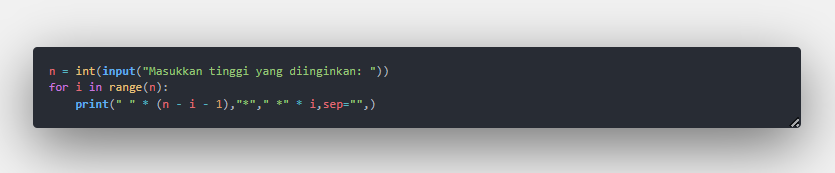 n = int(input("Masukkan tinggi yang diinginkan: "))
for i in range(n):
    print(" " * (n - i - 1),"*"," *" * i,sep="",)